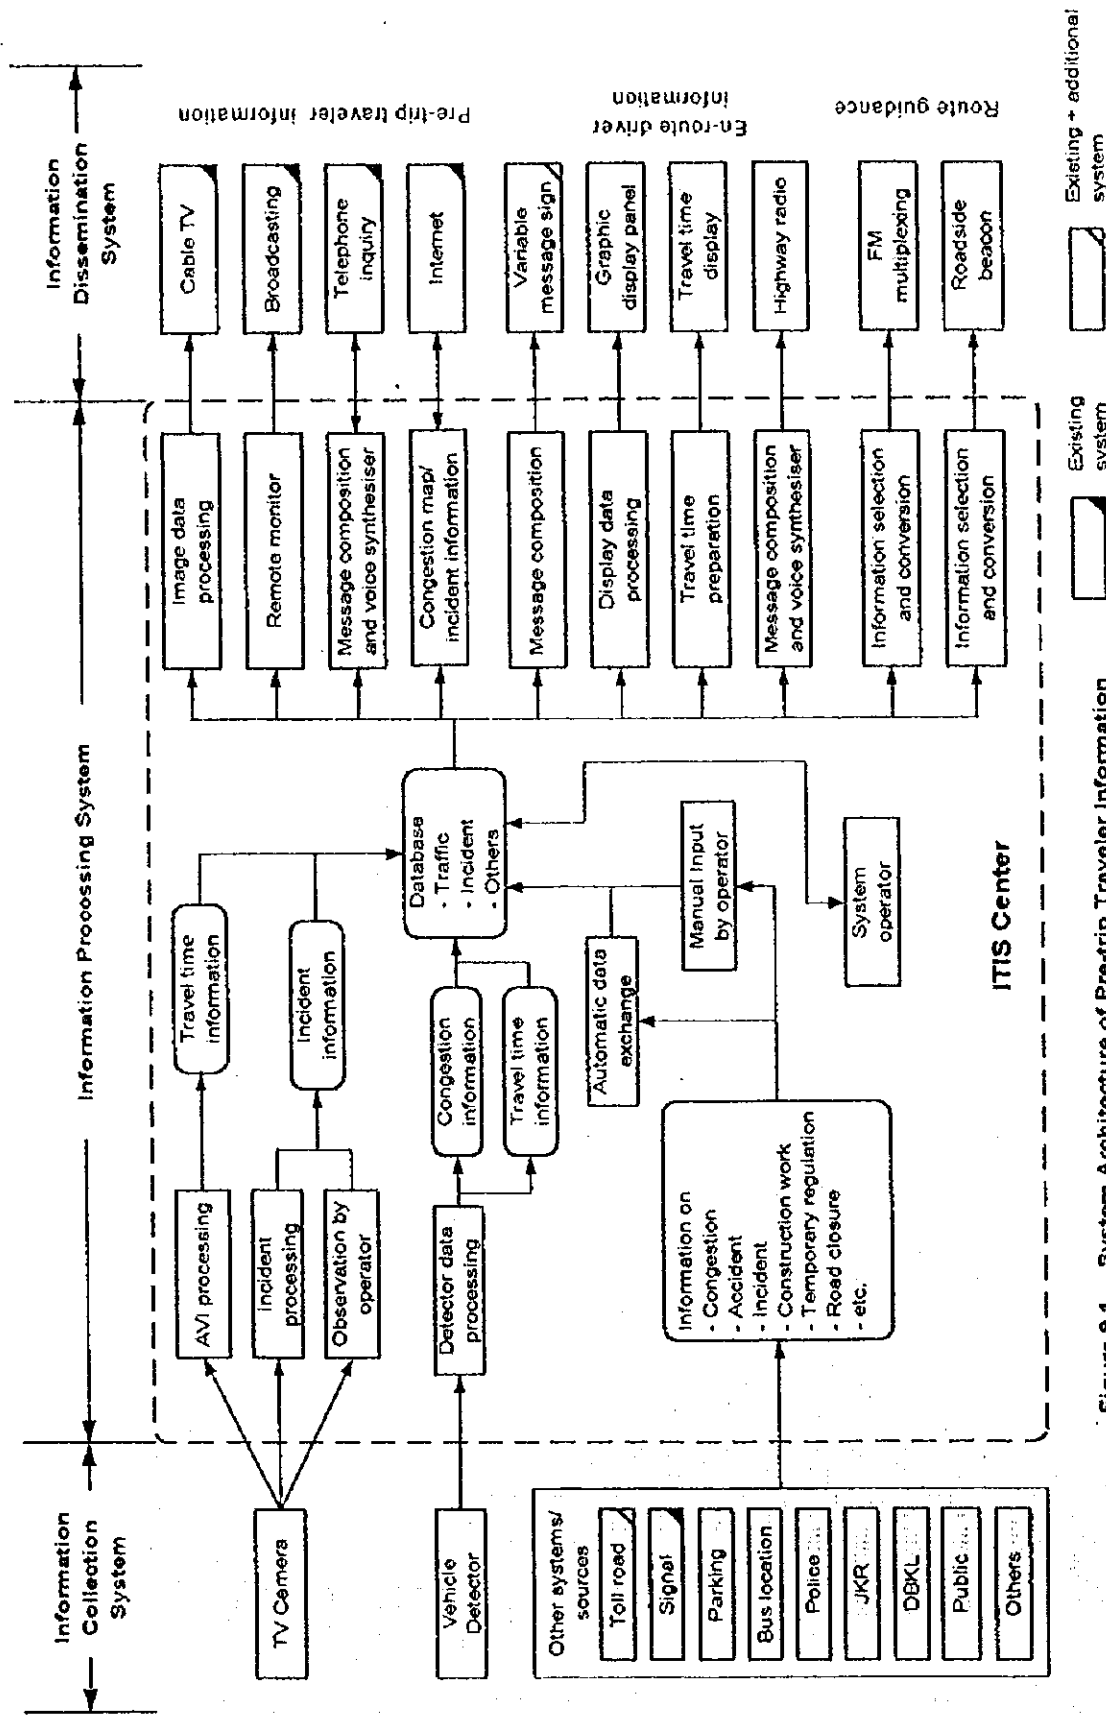 Information
Collection
System
Information Processing System
Information
Dissemination
System
TV Camera
Vehicle
Detector
Other systems/
sources
Toll road
Signal
Parking
Bus location
Police
JKR
DBKL
Public
Others
AVI processing
Incident
processing
Observation by
operator
Detector data
processing
Information on
- Congestion
- Accident
- Incident
- Construction work
- Temporary regulation
- Road closure
- etc.
Travel time
information
Incident
information
Congestion
information
Travel time
information
Automatic data
exchange
Manual Input
by operator
Database
- Traffic
- Incident
- Others
System
operator
ITIS Center
Image data
processing
Remote monitor
Message composition
and voice synthesiser
Congestion map/
incident information
Message composition
Display data
processing
Travel time
preparation
Message composition
and voice synthesiser
Information selection
and conversion
Information selection
and conversion
Cable TV
Broadcasting
Telephone
inquiry
Internet
Variable
message sign
Graphic
display panel
Travel time
display
Highway radio
FM
multiplexing
Roadside
beacon
Pre-trip traveler information
En-route driver
information
Route guidance
Existing
system
Existing + additional
system
Figure 9.1 System Architecture of Pre-trip Traveler Information